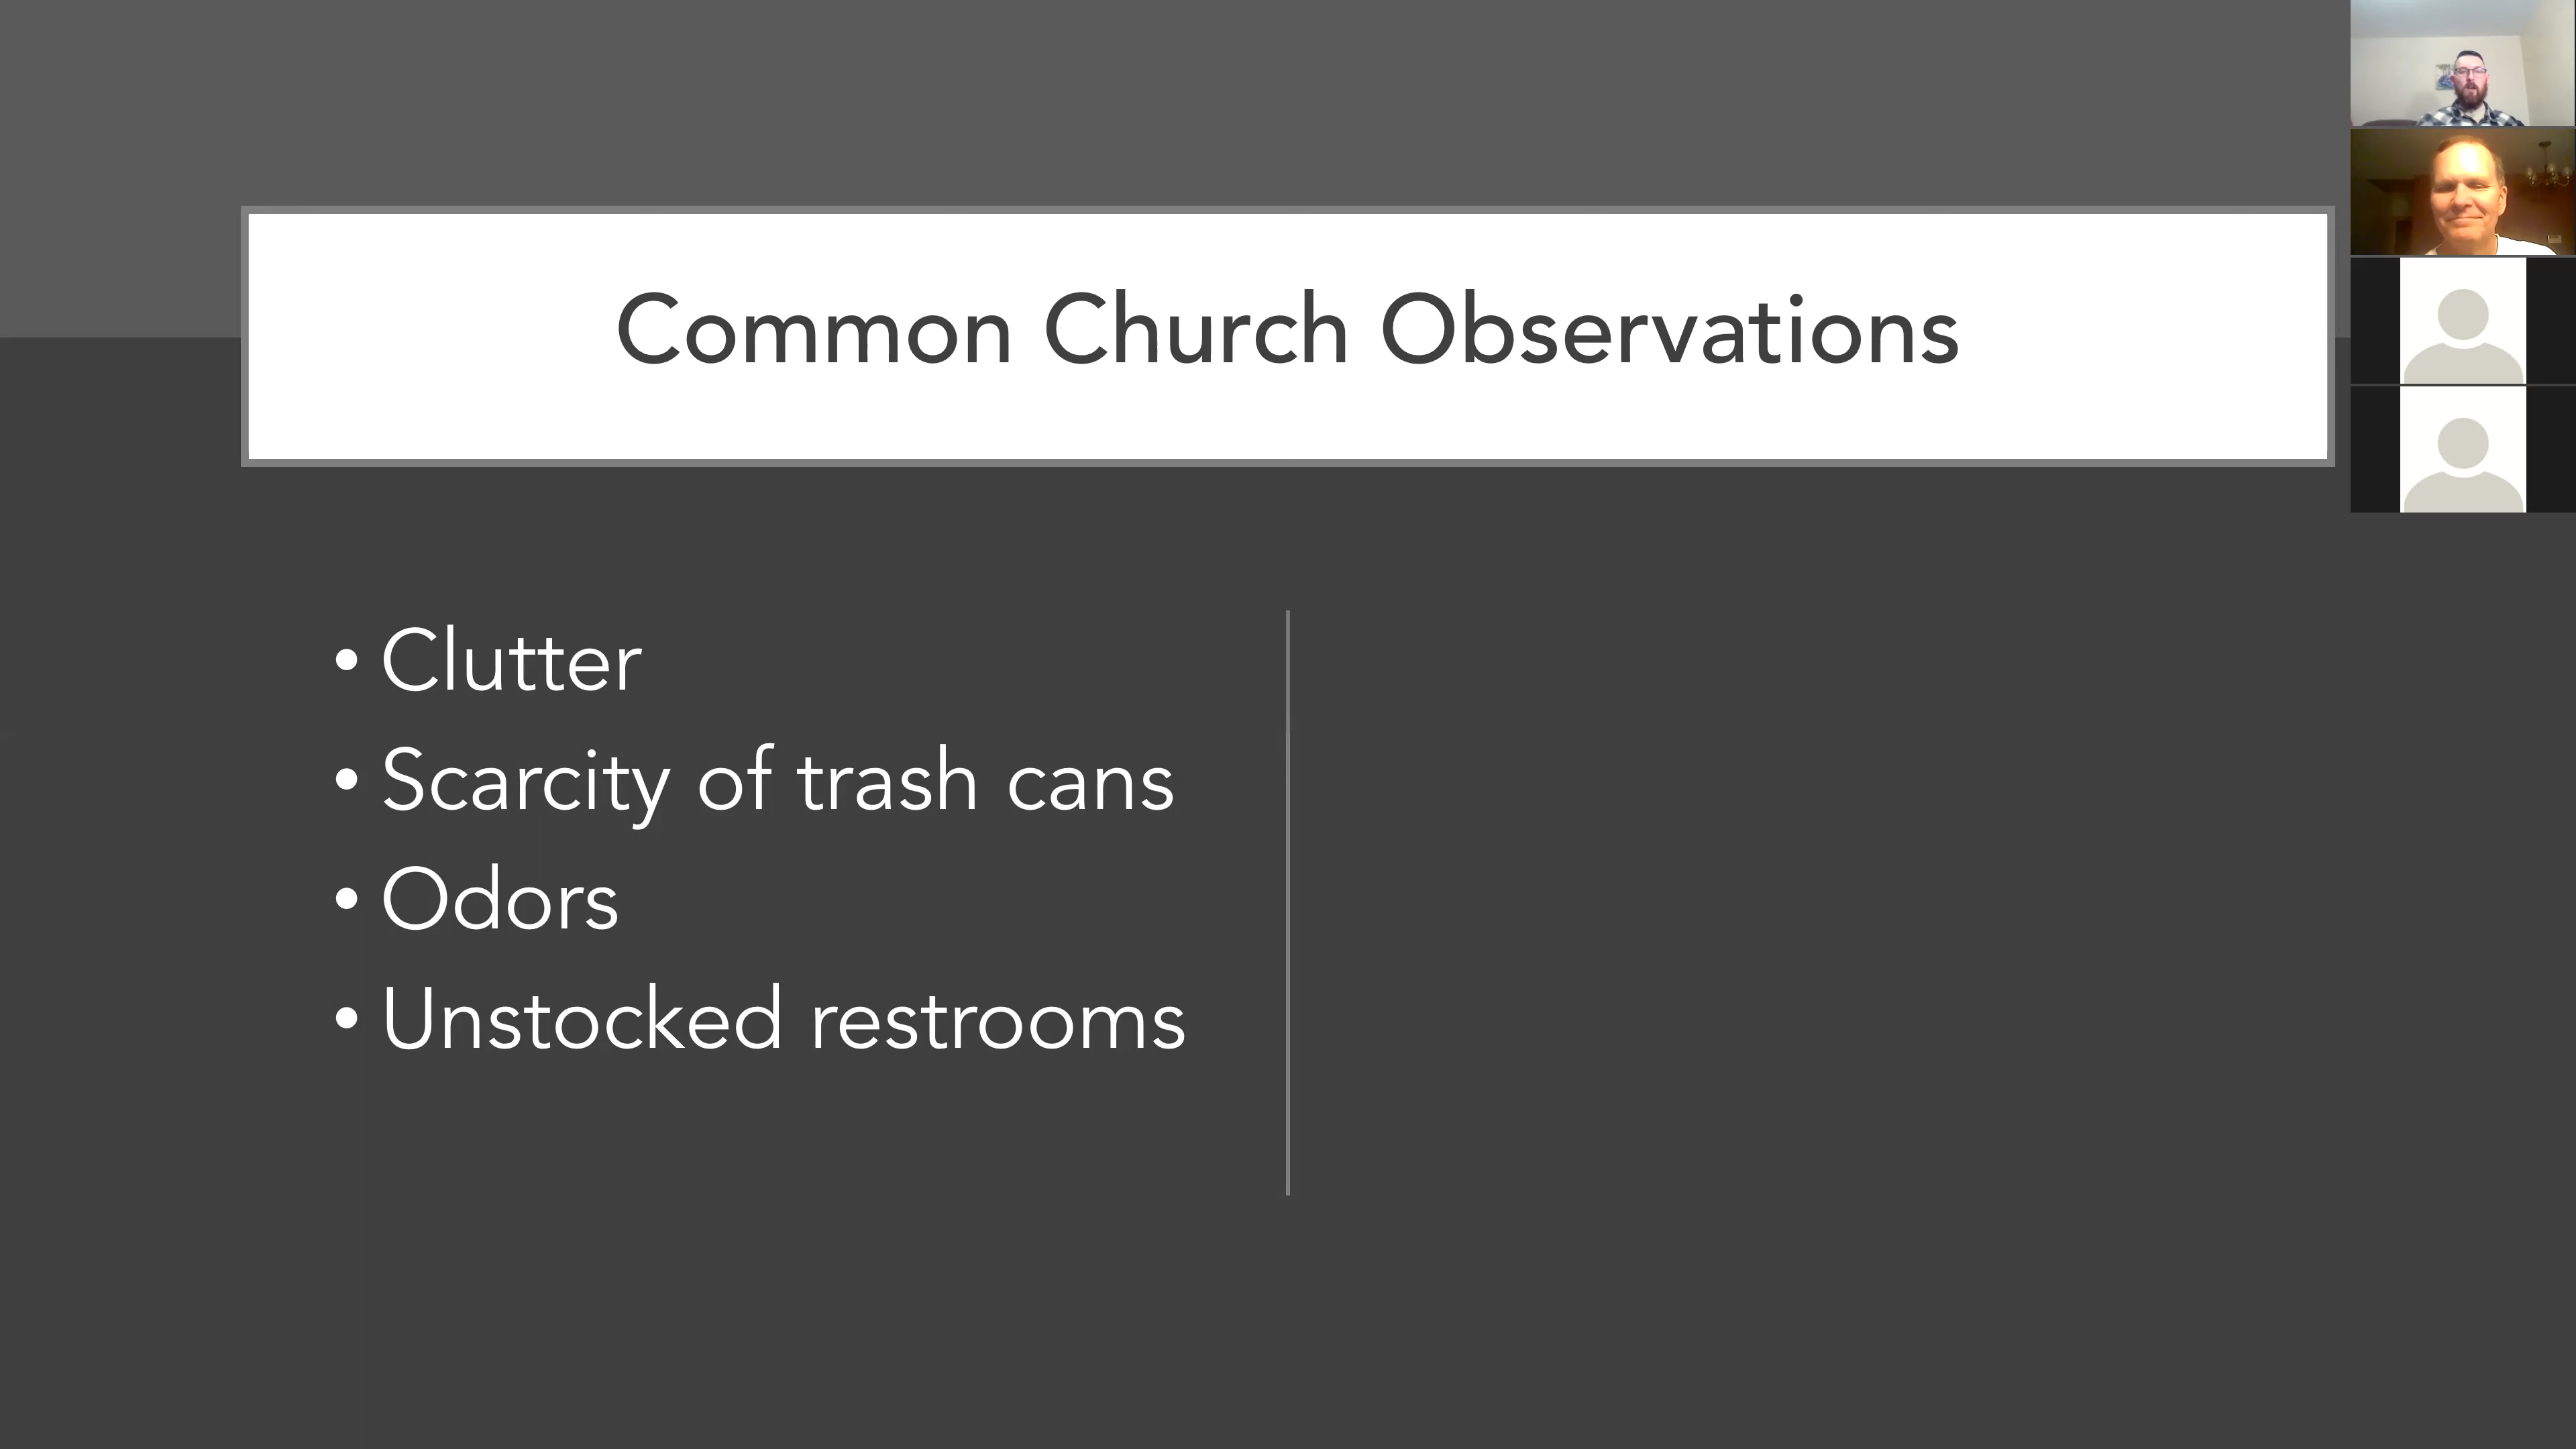 Common Church Observations
• Clutter
• Scarcity of trash cans
• Odors
• Unstocked restrooms